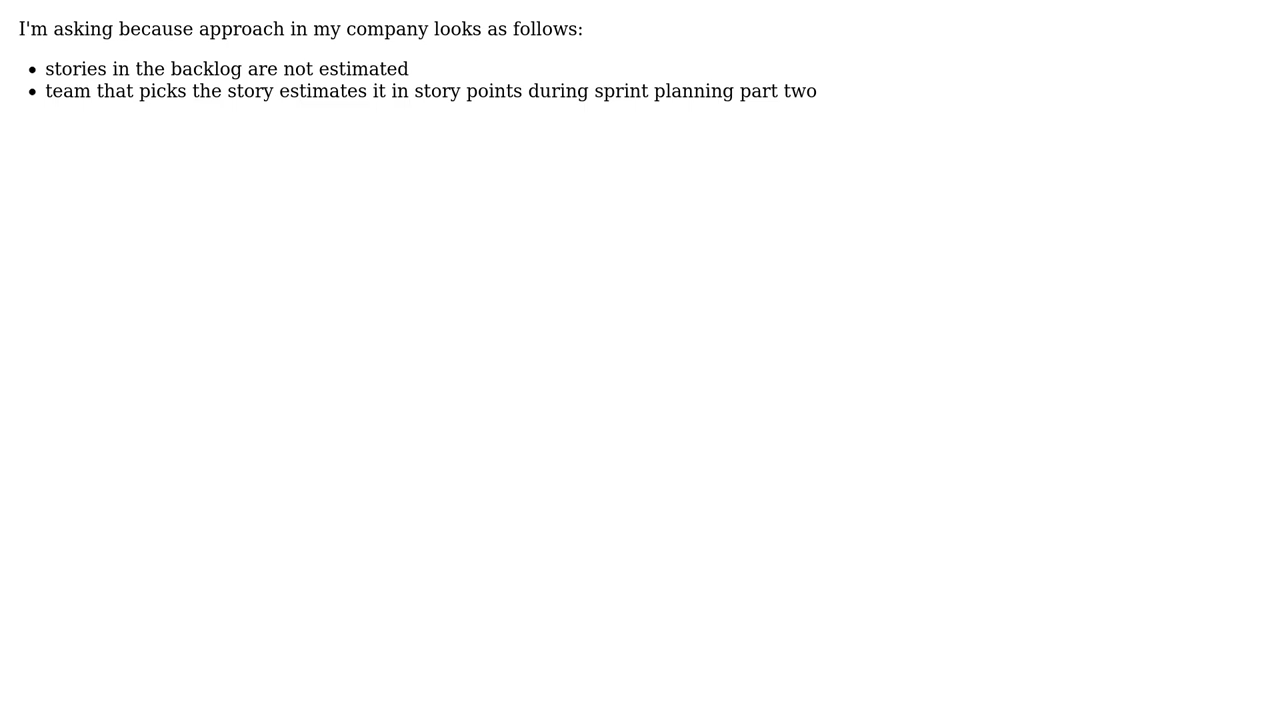 I'm asking because approach in my company looks as follows:
• stories in the backlog are not estimated
• team that picks the story estimates it in story points during sprint planning part two